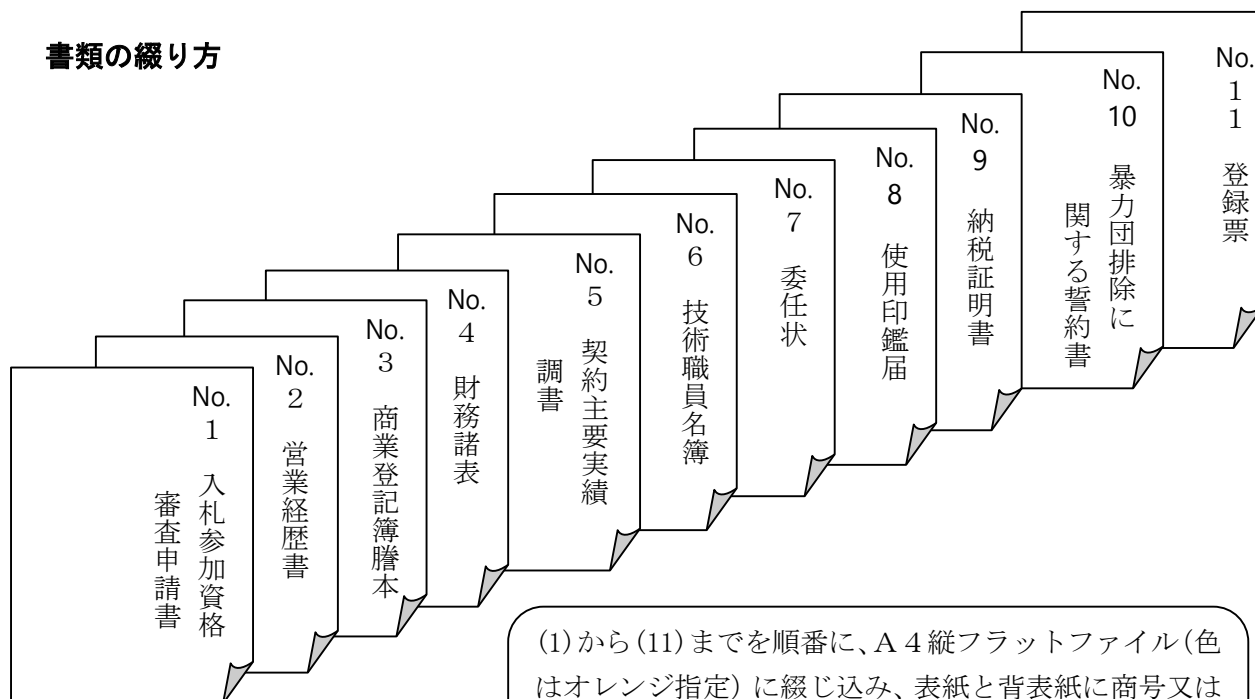 書類の綴り方
No.1 入札参加資格
審査申請書
No.2 営業経歴書
No.3 商業登記簿謄本
No.4 財務諸表
No.5 契約主要実績
調書
No.6 技術職員名簿
No.7 委任状
No.8 使用印鑑届
No.9 納税証明書
No.10 暴力団排除に
関する誓約書
No.11 登録票
(1)から(11)までを順番に、A4縦フラットファイル(色
はオレンジ指定)に綴じ込み、表紙と背表紙に商号又は